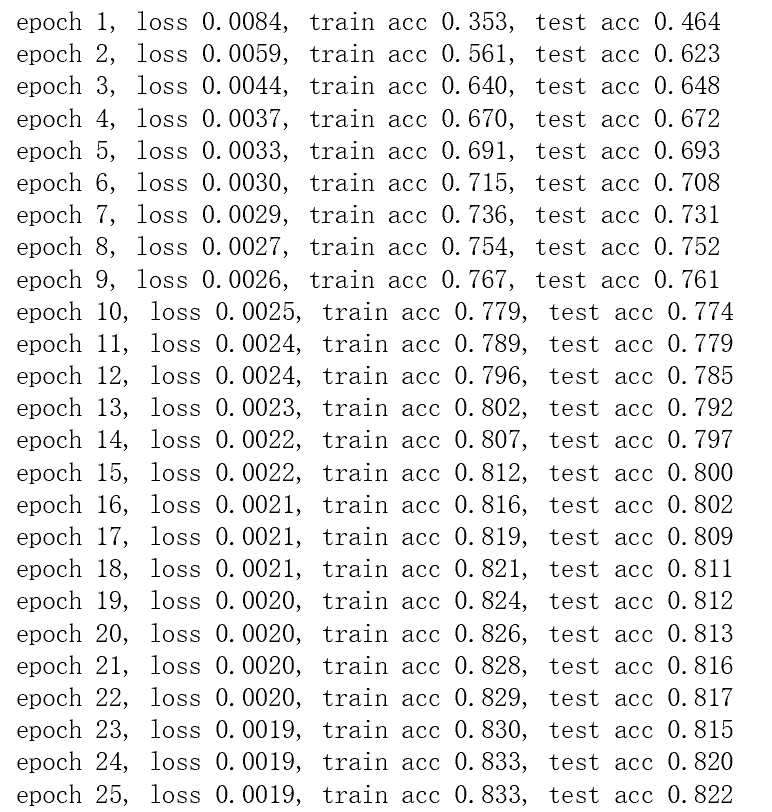 epoch 1, loss 0.0084, train acc 0.353, test acc 0.464
epoch 2, loss 0.0059, train acc 0.561, test acc 0.623
epoch 3, loss 0.0044, train acc 0.640, test acc 0.648
epoch 4, loss 0.0037, train acc 0.670, test acc 0.672
epoch 5, loss 0.0033, train acc 0.691, test acc 0.693
epoch 6, loss 0.0030, train acc 0.715, test acc 0.708
epoch 7, loss 0.0029, train acc 0.736, test acc 0.731
epoch 8, loss 0.0027, train acc 0.754, test acc 0.752
epoch 9, loss 0.0026, train acc 0.767, test acc 0.761
epoch 10, loss 0.0025, train acc 0.779, test acc 0.774
epoch 11, loss 0.0024, train acc 0.789, test acc 0.779
epoch 12, loss 0.0024, train acc 0.796, test acc 0.785
epoch 13, loss 0.0023, train acc 0.802, test acc 0.792
epoch 14, loss 0.0022, train acc 0.807, test acc 0.797
epoch 15, loss 0.0022, train acc 0.812, test acc 0.800
epoch 16, loss 0.0021, train acc 0.816, test acc 0.802
epoch 17, loss 0.0021, train acc 0.819, test acc 0.809
epoch 18, loss 0.0021, train acc 0.821, test acc 0.811
epoch 19, loss 0.0020, train acc 0.824, test acc 0.812
epoch 20, loss 0.0020, train acc 0.826, test acc 0.813
epoch 21, loss 0.0020, train acc 0.828, test acc 0.816
epoch 22, loss 0.0020, train acc 0.829, test acc 0.817
epoch 23, loss 0.0019, train acc 0.830, test acc 0.815
epoch 24, loss 0.0019, train acc 0.833, test acc 0.820
epoch 25, loss 0.0019, train acc 0.833, test acc 0.822